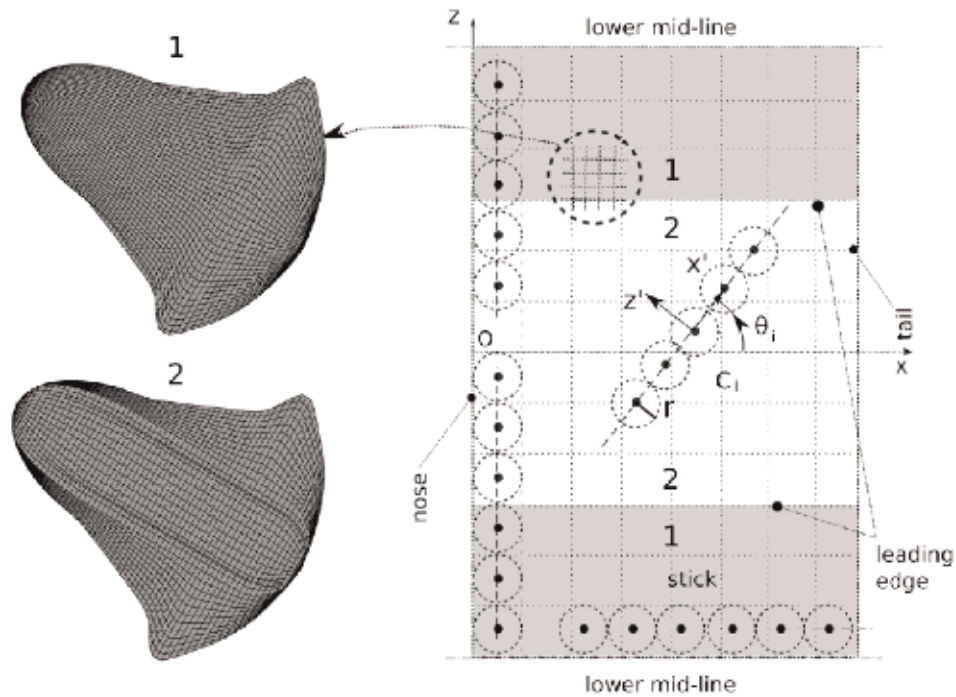 1
2
z
lower mid-line
1
2
x'
z'
θi
O
x
tail
Ci
r
nose
2
1
stick
leading
edge
lower mid-line